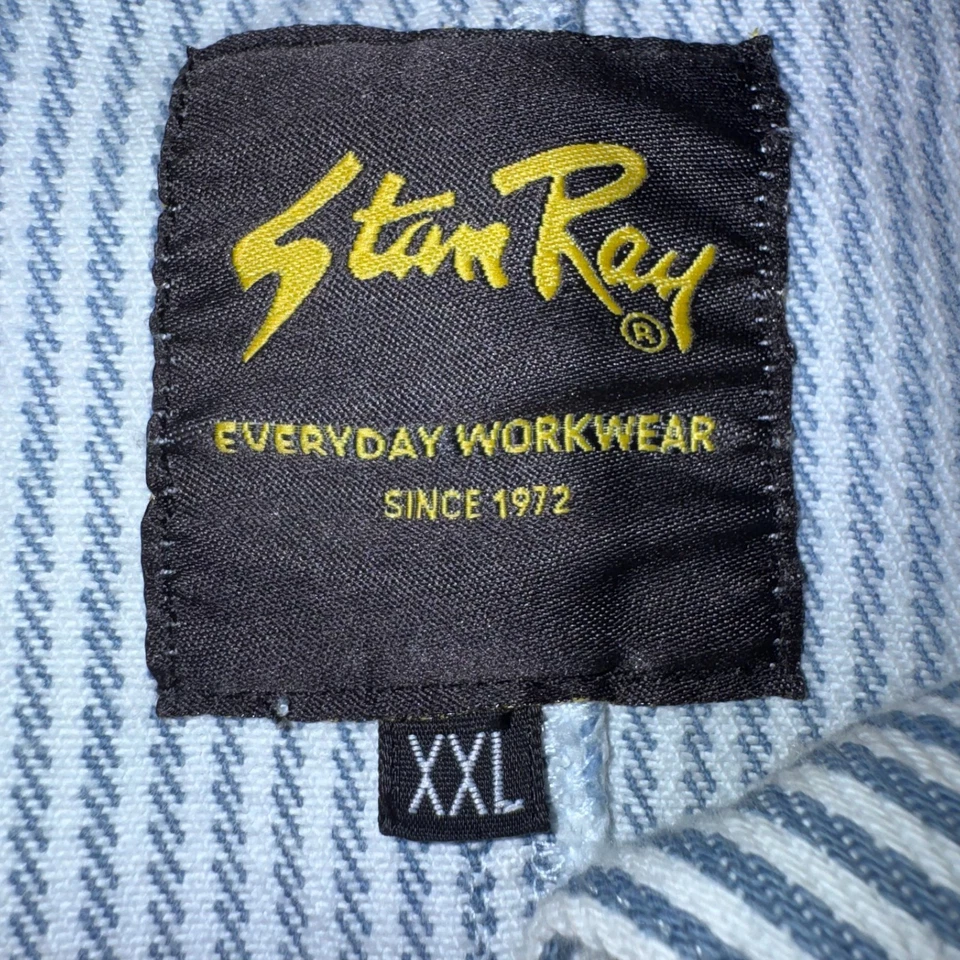 Stan Ray ®
EVERYDAY WORKWEAR
SINCE 1972
XXL